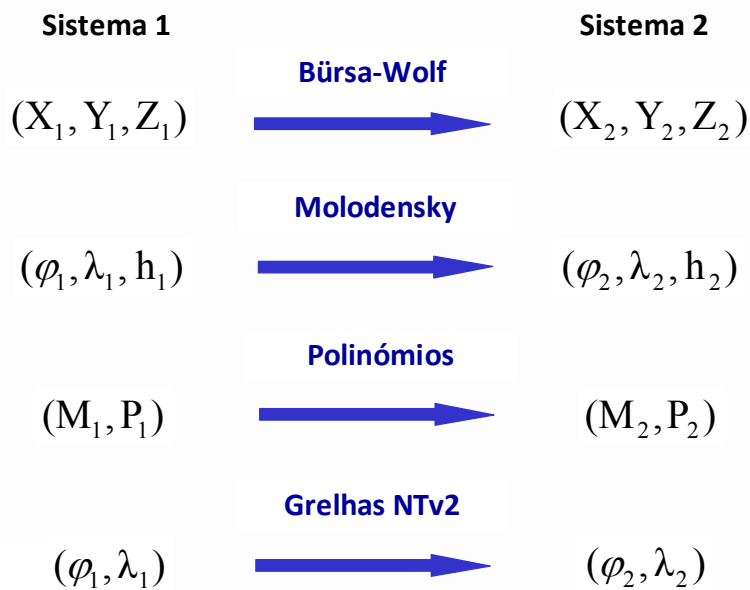 Sistema 1 Sistema 2
Bürsa-Wolf
(X₁, Y₁, Z₁) (X₂, Y₂, Z₂)
Molodensky
(φ₁, λ₁, h₁) (φ₂, λ₂, h₂)
Polinómios
(M₁, P₁) (M₂, P₂)
Grelhas NTv2
(φ₁, λ₁) (φ₂, λ₂)